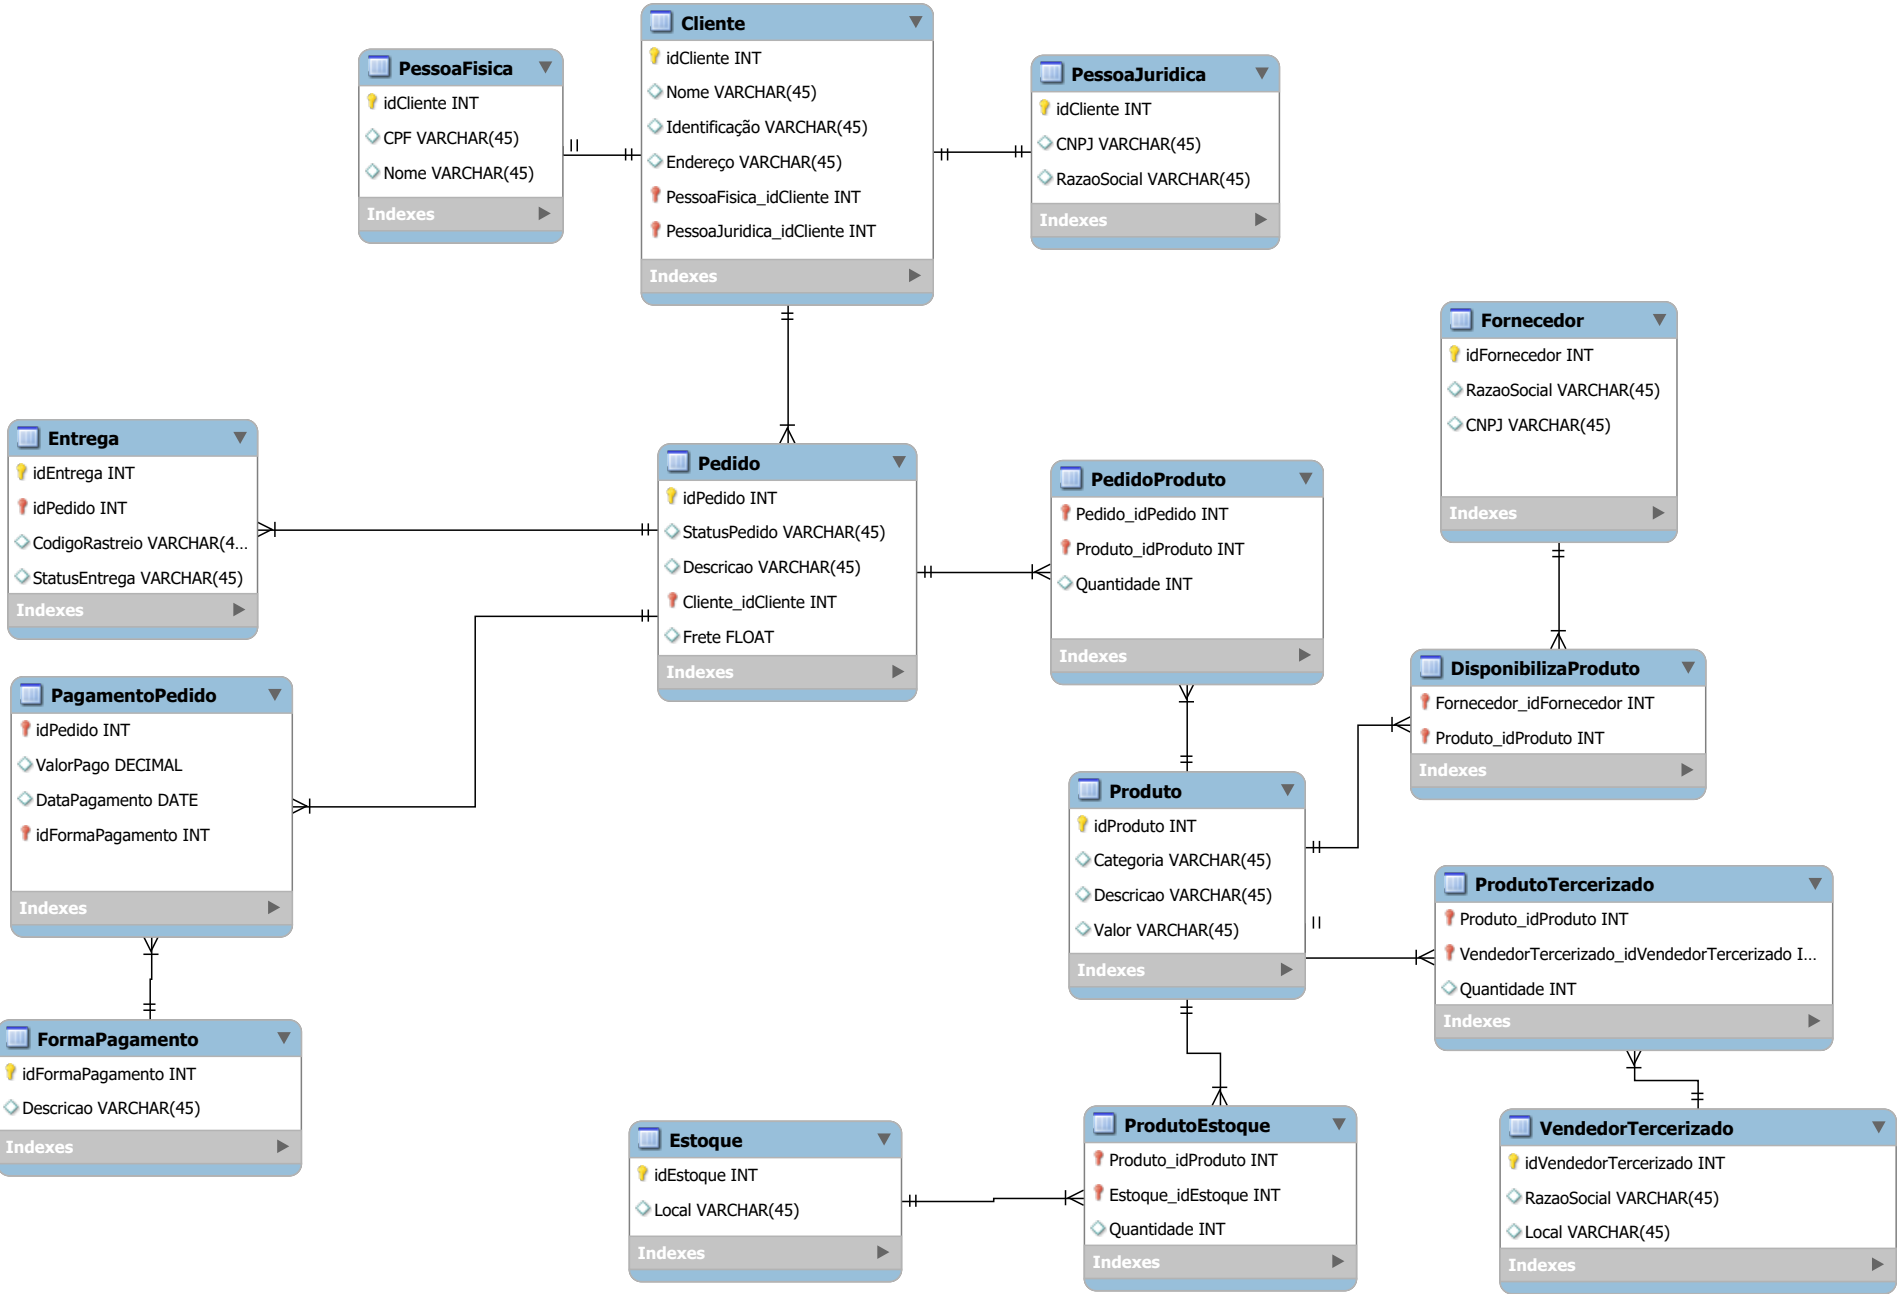 Cliente
idCliente INT
Nome VARCHAR(45)
Identificação VARCHAR(45)
Endereço VARCHAR(45)
PessoaFisica_idCliente INT
PessoaJuridica_idCliente INT
Indexes
PessoaFisica
idCliente INT
CPF VARCHAR(45)
Nome VARCHAR(45)
Indexes
PessoaJuridica
idCliente INT
CNPJ VARCHAR(45)
RazaoSocial VARCHAR(45)
Indexes
Fornecedor
idFornecedor INT
RazaoSocial VARCHAR(45)
CNPJ VARCHAR(45)
Indexes
Entrega
idEntrega INT
idPedido INT
CodigoRastreio VARCHAR(4...
StatusEntrega VARCHAR(45)
Indexes
Pedido
idPedido INT
StatusPedido VARCHAR(45)
Descricao VARCHAR(45)
Cliente_idCliente INT
Frete FLOAT
Indexes
PedidoProduto
Pedido_idPedido INT
Produto_idProduto INT
Quantidade INT
Indexes
DisponibilizaProduto
Fornecedor_idFornecedor INT
Produto_idProduto INT
Indexes
PagamentoPedido
idPedido INT
ValorPago DECIMAL
DataPagamento DATE
idFormaPagamento INT
Indexes
Produto
idProduto INT
Categoria VARCHAR(45)
Descricao VARCHAR(45)
Valor VARCHAR(45)
Indexes
ProdutoTercerizado
Produto_idProduto INT
VendedorTercerizado_idVendedorTercerizado I...
Quantidade INT
Indexes
FormaPagamento
idFormaPagamento INT
Descricao VARCHAR(45)
Indexes
Estoque
idEstoque INT
Local VARCHAR(45)
Indexes
ProdutoEstoque
Produto_idProduto INT
Estoque_idEstoque INT
Quantidade INT
Indexes
VendedorTercerizado
idVendedorTercerizado INT
RazaoSocial VARCHAR(45)
Local VARCHAR(45)
Indexes